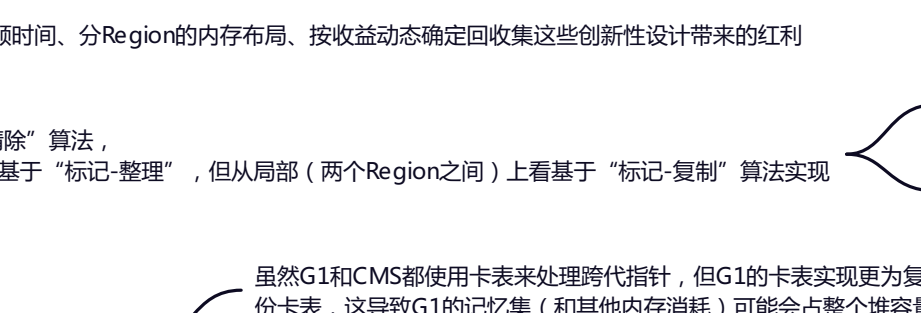 时间、分Region的内存布局、按收益动态确定回收集这些创新性设计带来的红利
除”算法，
基于“标记-整理”，但从局部（两个Region之间）上看基于“标记-复制”算法实现
虽然G1和CMS都使用卡表来处理跨代指针，但G1的卡表实现更为复
份卡表，这导致G1的记忆集（和其他内存消耗）可能会占整个堆容量